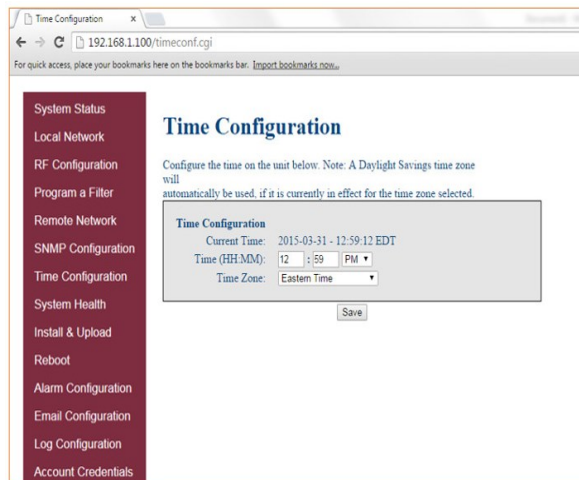 Time Configuration
x
192.168.1.100/timeconf.cgi
For quick access, place your bookmarks here on the bookmarks bar. Import bookmarks now...
System Status
Local Network
RF Configuration
Program a Filter
Remote Network
SNMP Configuration
Time Configuration
System Health
Install & Upload
Reboot
Alarm Configuration
Email Configuration
Log Configuration
Account Credentials
Time Configuration
Configure the time on the unit below. Note: A Daylight Savings time zone
will
automatically be used, if it is currently in effect for the time zone selected.
Time Configuration
Current Time: 2015-03-31 - 12:59:12 EDT
Time (HH:MM): 12 : 59 PM
Time Zone: Eastern Time
Save